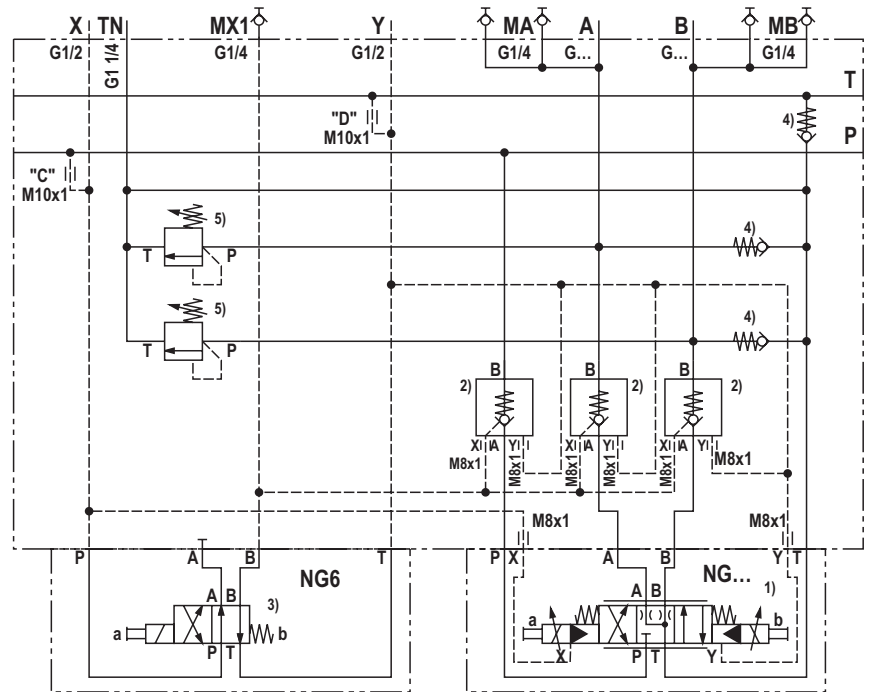 X TN MX1 Y MA A B MB
G1/2 G1 1/4 G1/4 G1/2 G1/4 G... G... G1/4
T
"D"
M10x1
4)
P
"C"
M10x1
5)
T P
4)
5)
T P
4)
B B B
2) 2) 2)
X A Y X A Y X A Y
M8x1 M8x1 M8x1 M8x1 M8x1 M8x1
M8x1 M8x1
P A B T P X A B Y T
NG6 NG...
A B 3) A B 1)
a b a b
P T X P T Y